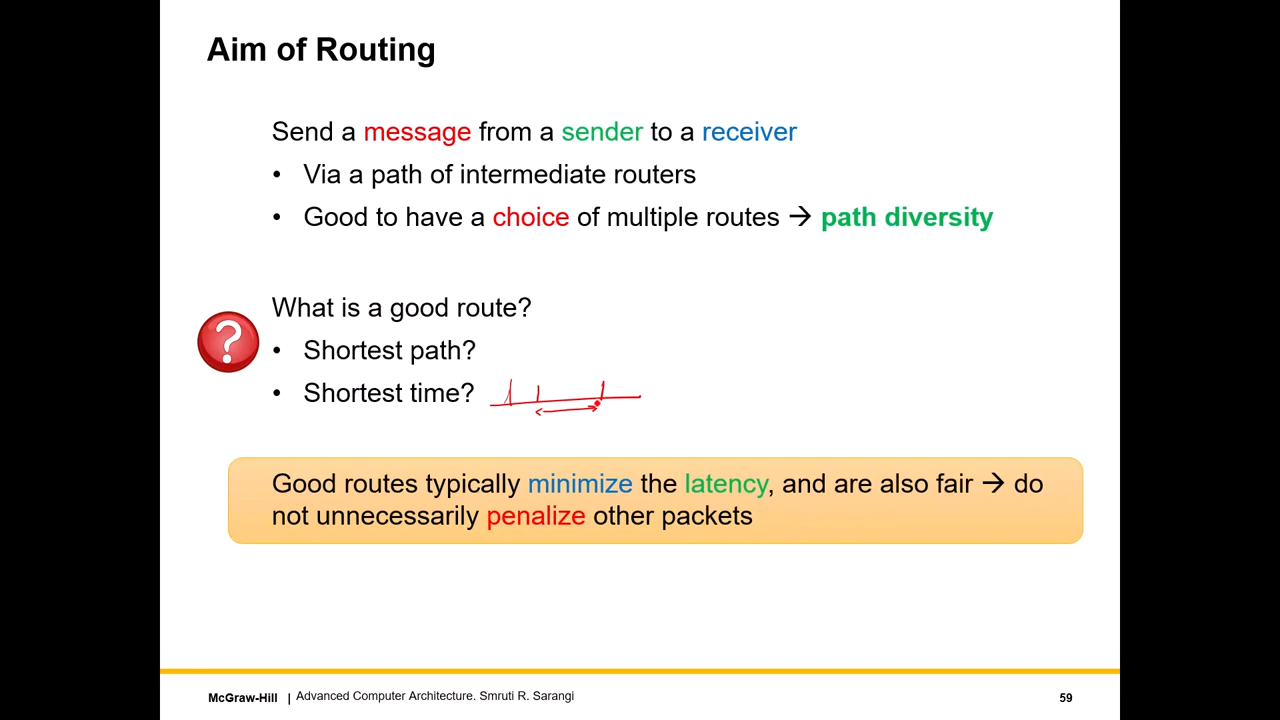 Aim of Routing
Send a message from a sender to a receiver
• Via a path of intermediate routers
• Good to have a choice of multiple routes → path diversity
?
What is a good route?
• Shortest path?
• Shortest time?
Good routes typically minimize the latency, and are also fair → do
not unnecessarily penalize other packets
McGraw-Hill | Advanced Computer Architecture. Smruti R. Sarangi
59